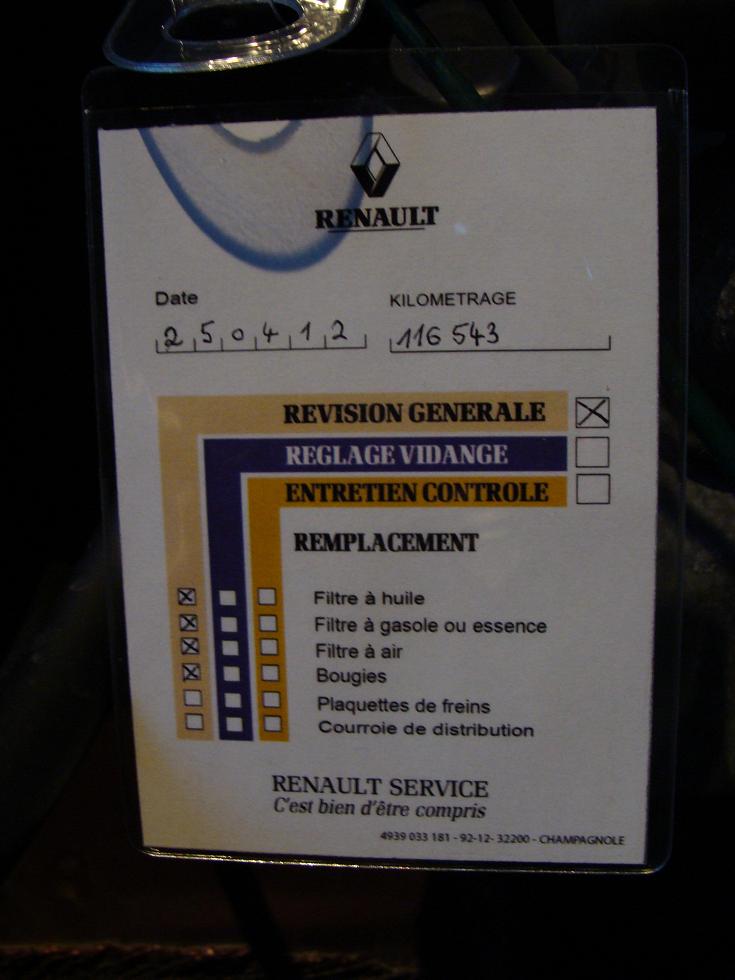 RENAULT
Date KILOMETRAGE
250412 116 543
REVISION GENERALE
REGLAGE VIDANGE
ENTRETIEN CONTROLE
REMPLACEMENT
Filtre à huile
Filtre à gasole ou essence
Filtre à air
Bougies
Plaquettes de freins
Courroie de distribution
RENAULT SERVICE
C'est bien d'être compris
4939 033 181 - 92-12- 32200 - CHAMPAGNOLE